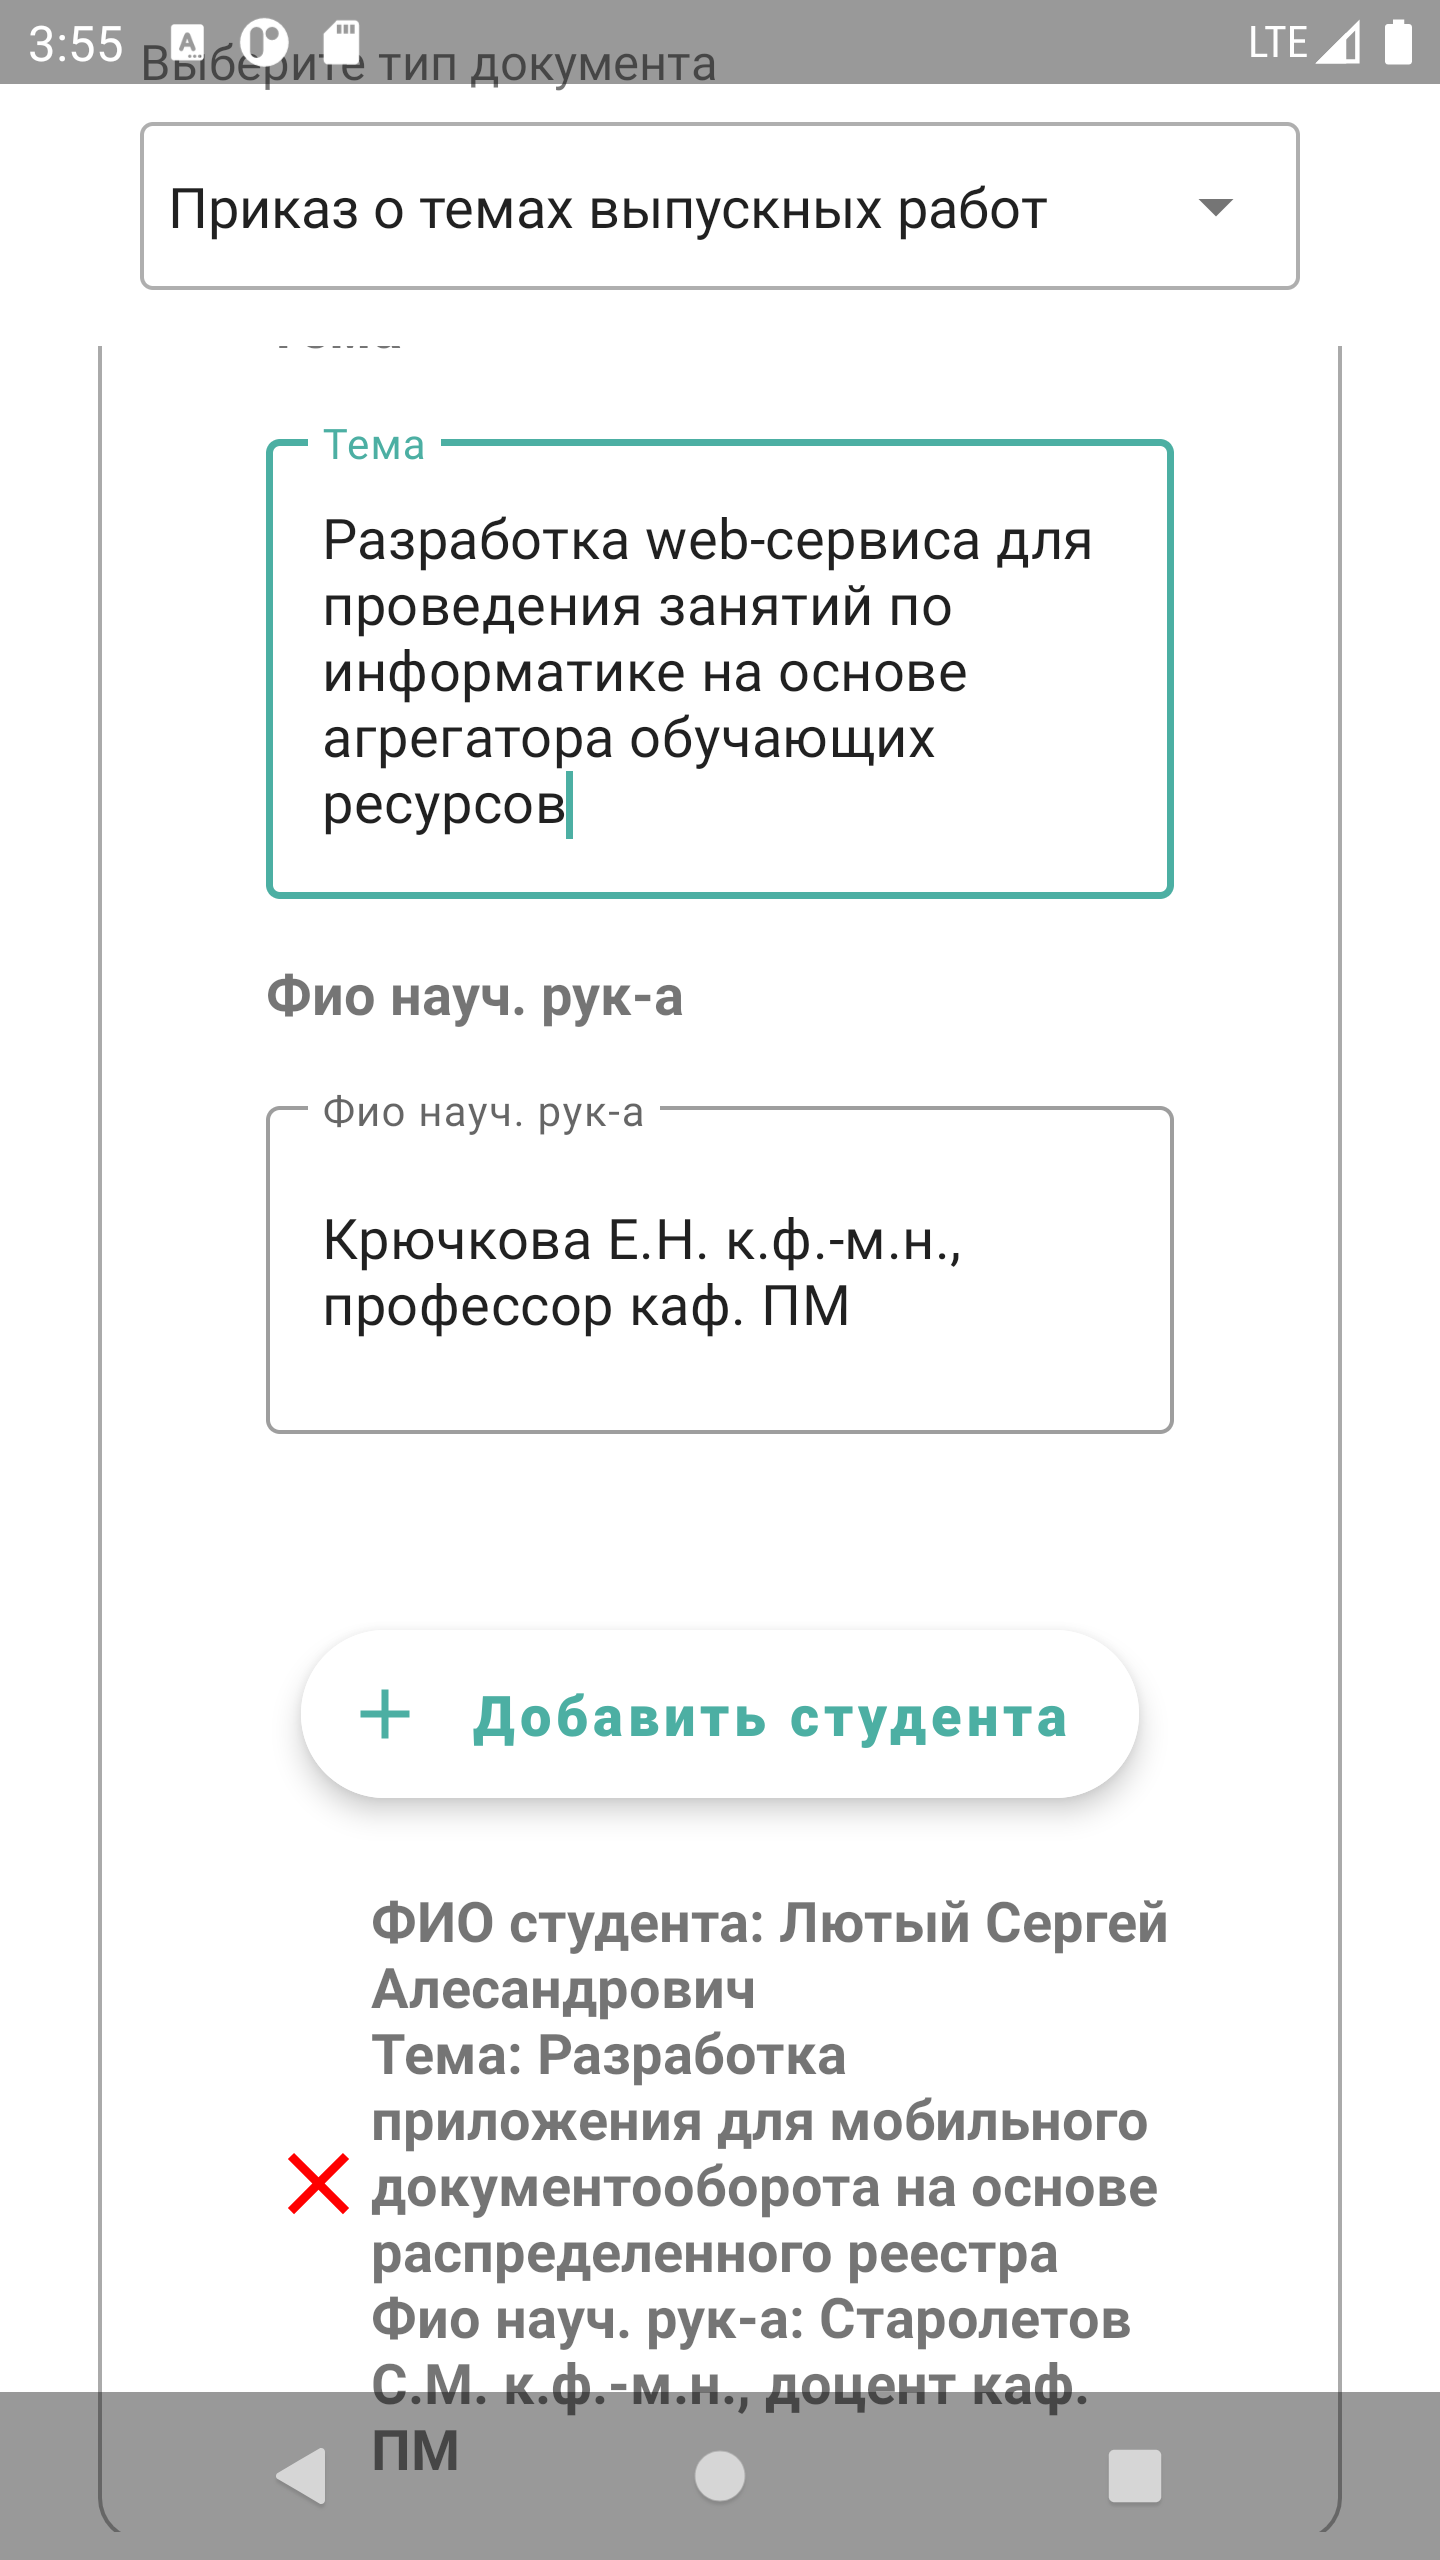 3:55
LTE
Выберите тип документа
Приказ о темах выпускных работ
Тема
Тема
Разработка web-сервиса для
проведения занятий по
информатике на основе
агрегатора обучающих
ресурсов
Фио науч. рук-а
Фио науч. рук-а
Крючкова Е.Н. к.ф.-м.н.,
профессор каф. ПМ
Добавить студента
ФИО студента: Лютый Сергей
Алесандрович
Тема: Разработка
приложения для мобильного
документооборота на основе
распределенного реестра
Фио науч. рук-а: Старолетов
С.М. к.ф.-м.н., доцент каф.
ПМ